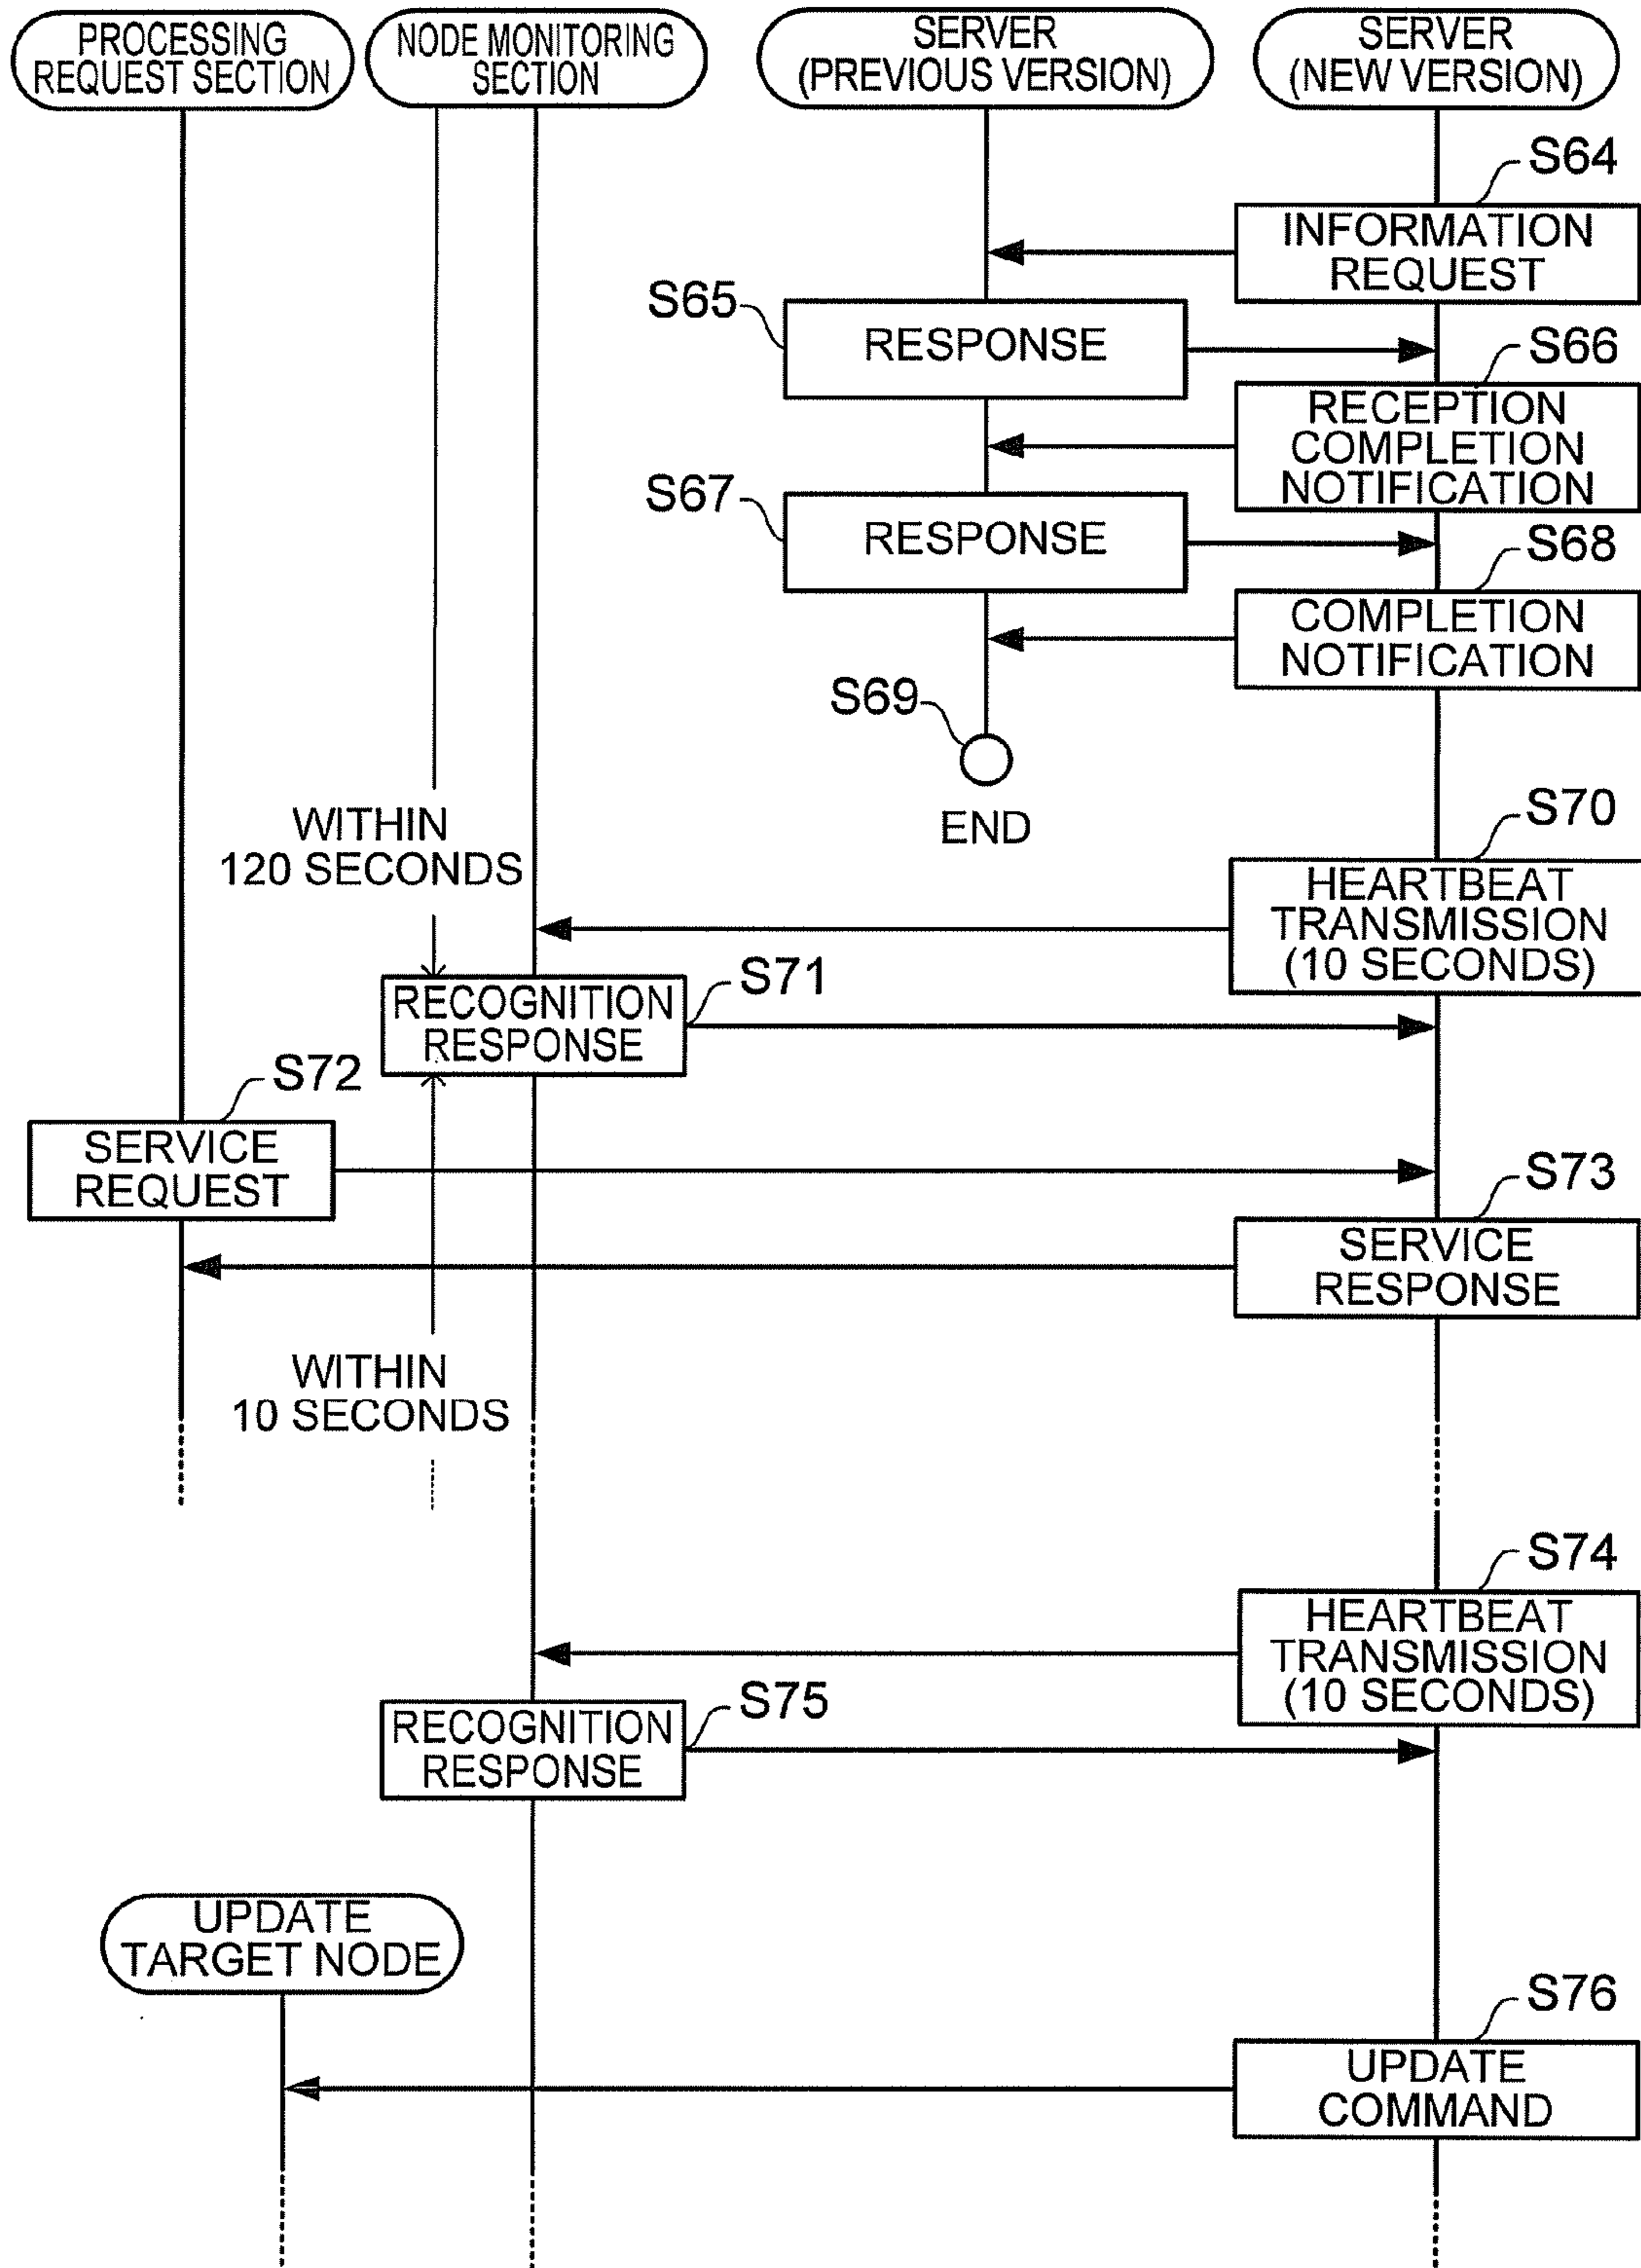 PROCESSING
REQUEST SECTION
NODE MONITORING
SECTION
SERVER
(PREVIOUS VERSION)
SERVER
(NEW VERSION)
S64
INFORMATION
REQUEST
S65
RESPONSE
S66
RECEPTION
COMPLETION
NOTIFICATION
S67
RESPONSE
S68
COMPLETION
NOTIFICATION
S69
END
WITHIN
120 SECONDS
S70
HEARTBEAT
TRANSMISSION
(10 SECONDS)
S71
RECOGNITION
RESPONSE
S72
SERVICE
REQUEST
S73
SERVICE
RESPONSE
WITHIN
10 SECONDS
S74
HEARTBEAT
TRANSMISSION
(10 SECONDS)
S75
RECOGNITION
RESPONSE
UPDATE
TARGET NODE
S76
UPDATE
COMMAND